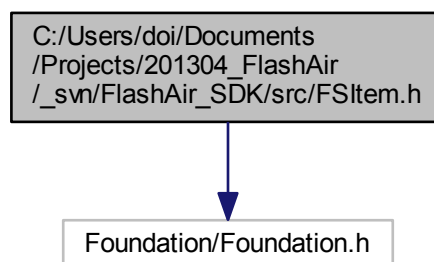 C:/Users/doi/Documents
/Projects/201304_FlashAir
/_svn/FlashAir_SDK/src/FSItem.h
Foundation/Foundation.h